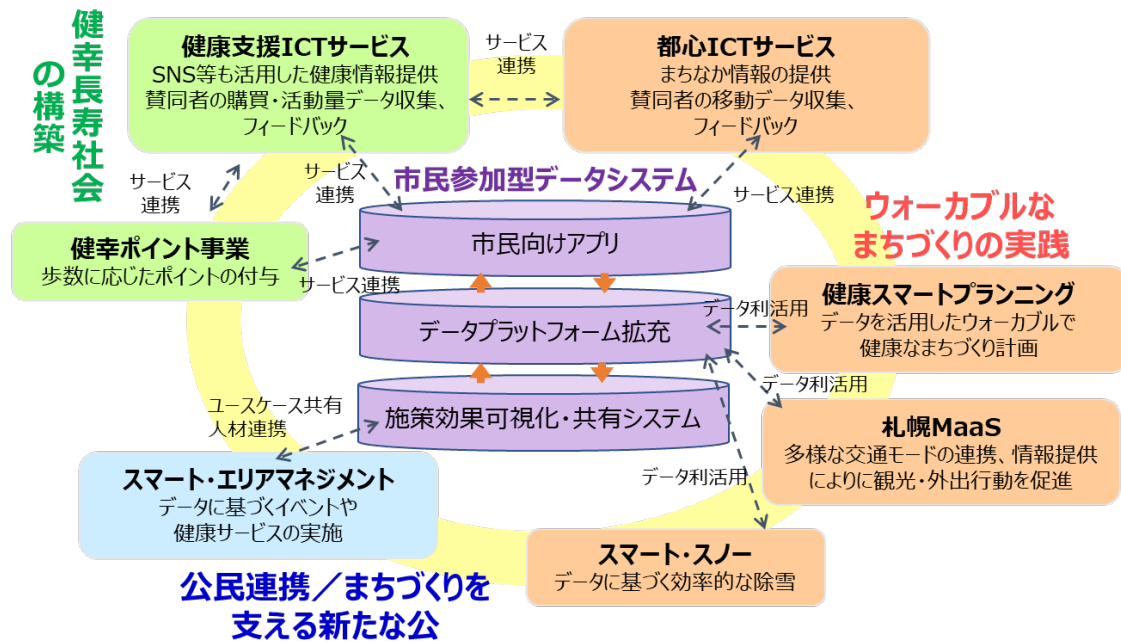 健幸長寿社会
の構築
健康支援ICTサービス
SNS等も活用した健康情報提供
賛同者の購買・活動量データ収集、
フィードバック
サービス
連携
都心ICTサービス
まちなか情報の提供
賛同者の移動データ収集、
フィードバック
サービス
連携
サービス
連携
市民参加型データシステム
サービス連携
ウォーカブルな
まちづくりの実践
健幸ポイント事業
歩数に応じたポイントの付与
サービス連携
市民向けアプリ
データプラットフォーム拡充
データ利活用
健康スマートプランニング
データを活用したウォーカブルで
健康なまちづくり計画
データ利活用
施策効果可視化・共有システム
ユースケース共有
人材連携
札幌MaaS
多様な交通モードの連携、情報提供
によりに観光・外出行動を促進
データ利活用
スマート・エリアマネジメント
データに基づくイベントや
健康サービスの実施
スマート・スノー
データに基づく効率的な除雪
公民連携／まちづくりを
支える新たな公